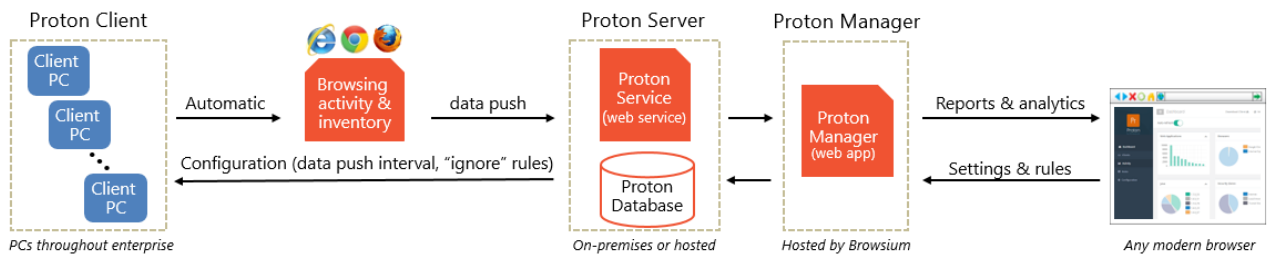 Proton Client
Client
PC
Client
PC
Client
PC
PCs throughout enterprise
Automatic
Browsing
activity &
inventory
data push
Configuration (data push interval, “ignore” rules)
Proton Server
Proton
Service
(web service)
Proton
Database
On-premises or hosted
Proton Manager
Proton
Manager
(web app)
Hosted by Browsium
Reports & analytics
Settings & rules
Any modern browser